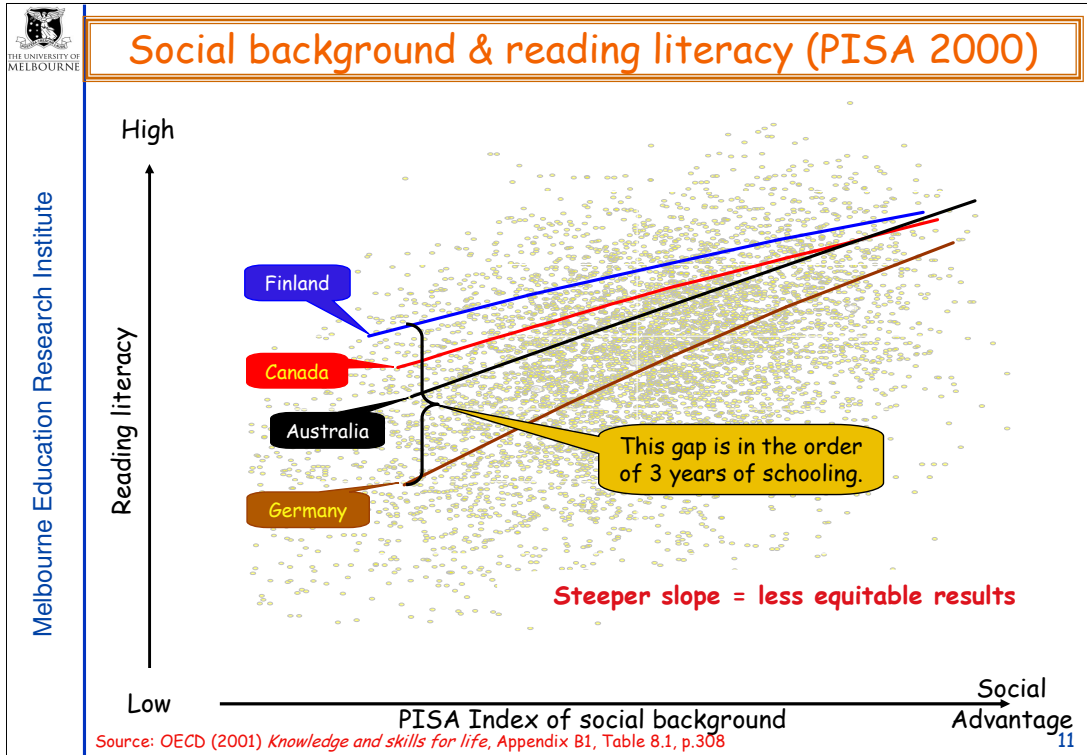 THE UNIVERSITY OF
MELBOURNE
Social background & reading literacy (PISA 2000)
Melbourne Education Research Institute
High
Reading literacy
Finland
Canada
Australia
Germany
This gap is in the order
of 3 years of schooling.
Steeper slope = less equitable results
Low
PISA Index of social background
Social
Advantage
Source: OECD (2001) Knowledge and skills for life, Appendix B1, Table 8.1, p.308
11